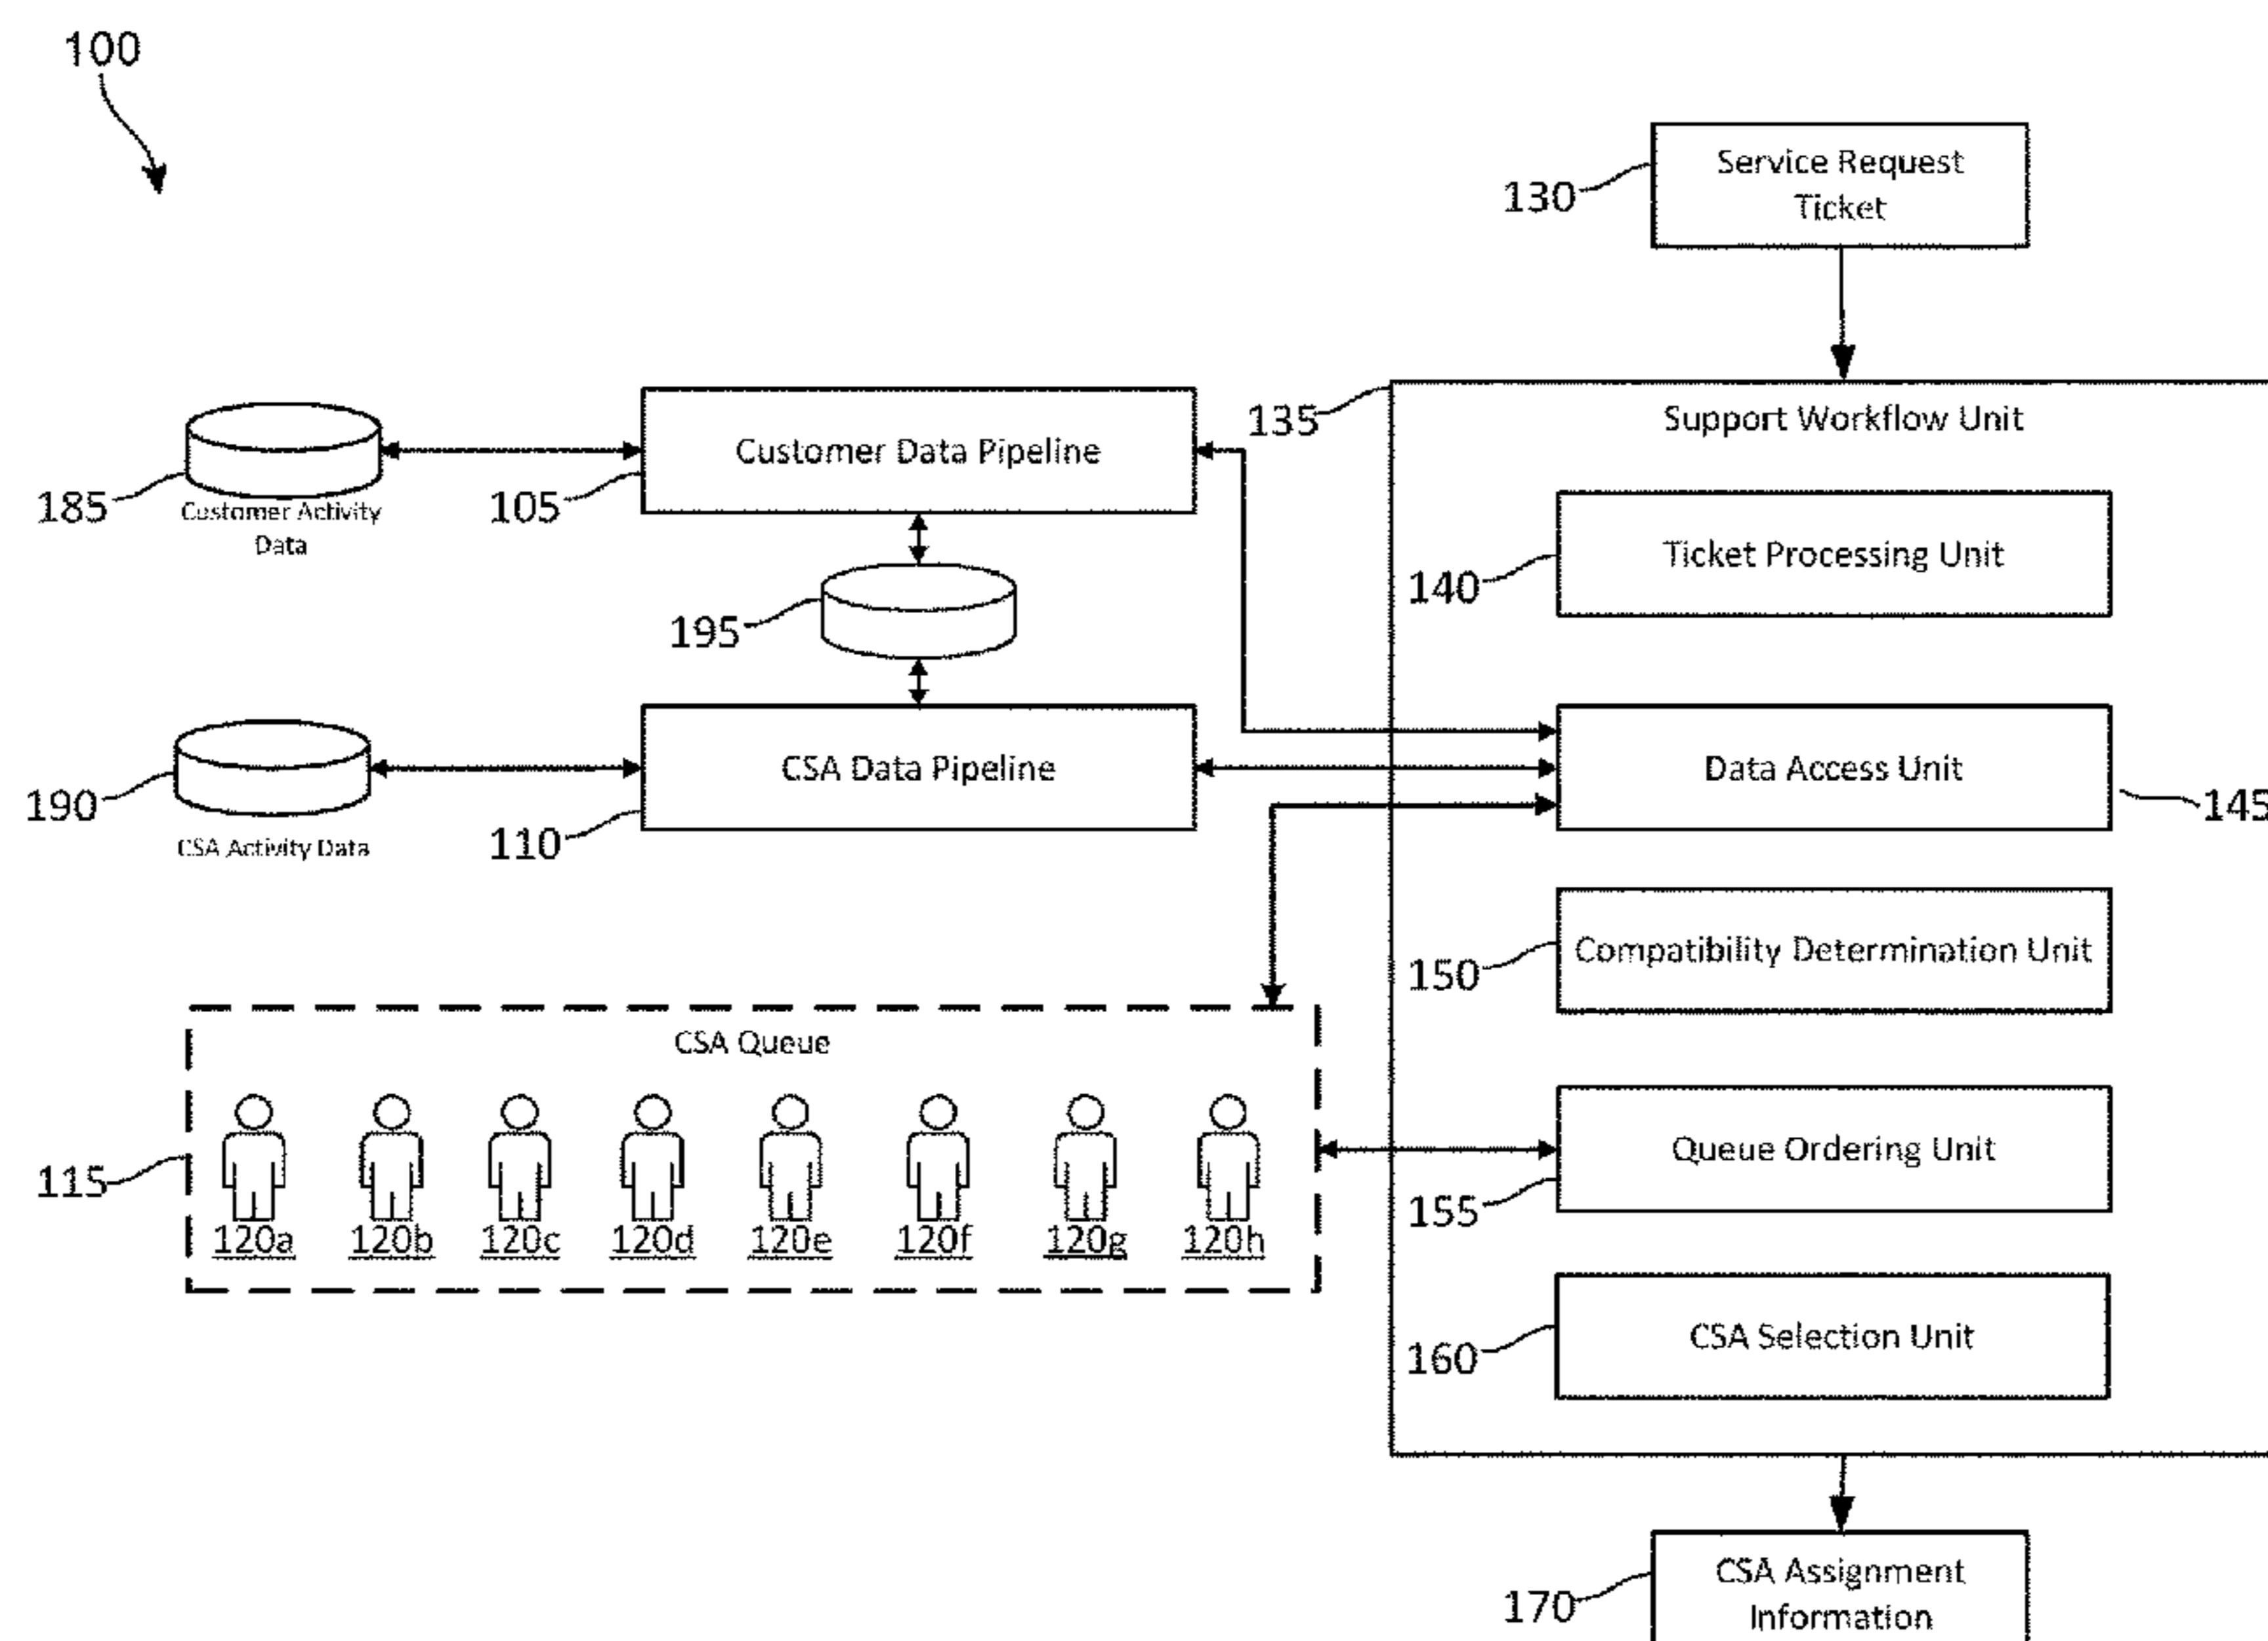 100
130
Service Request
Ticket
135
Support Workflow Unit
185
Customer Activity
Data
105
Customer Data Pipeline
140
Ticket Processing Unit
195
190
CSA Activity Data
110
CSA Data Pipeline
Data Access Unit
145
150
Compatibility Determination Unit
CSA Queue
115
120a 120b 120c 120d 120e 120f 120g 120h
155
Queue Ordering Unit
160
CSA Selection Unit
170
CSA Assignment
Information